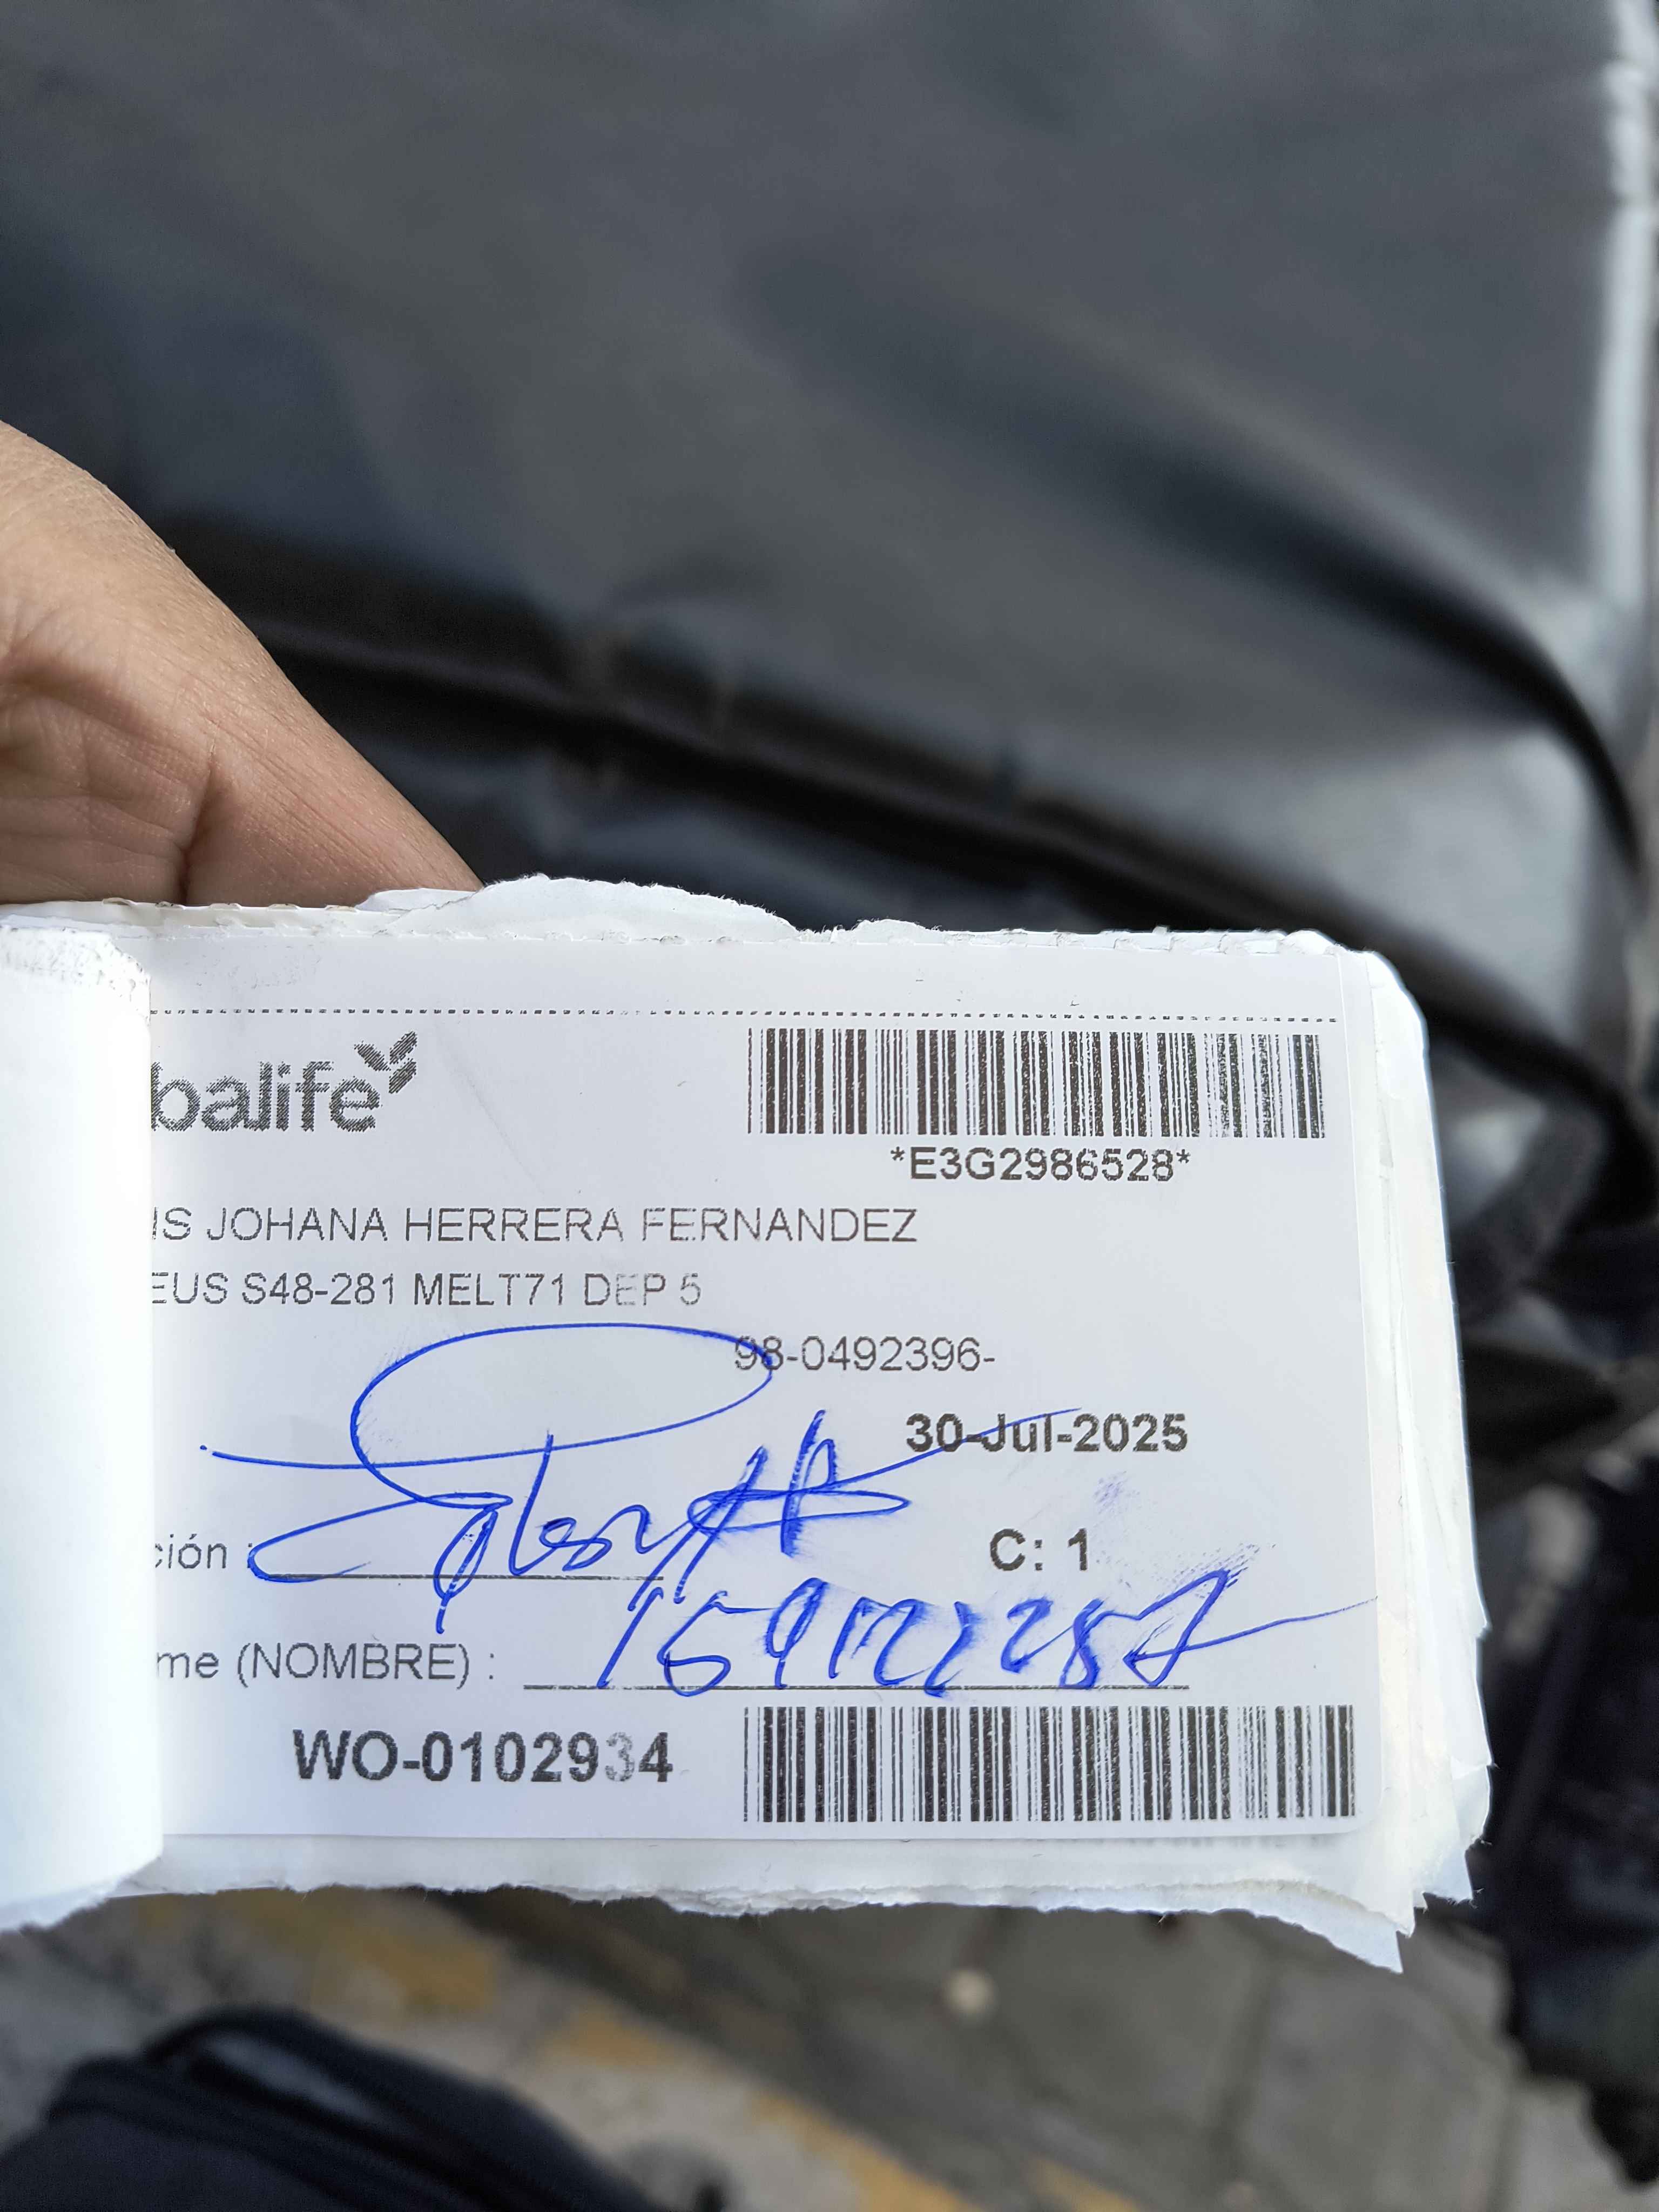 balife
*E3G2986528*
IS JOHANA HERRERA FERNANDEZ
EUS S48-281 MELT71 DEP 5
98-0492396-
30-Jul-2025
ción :
C: 1
me (NOMBRE) :
WO-0102934